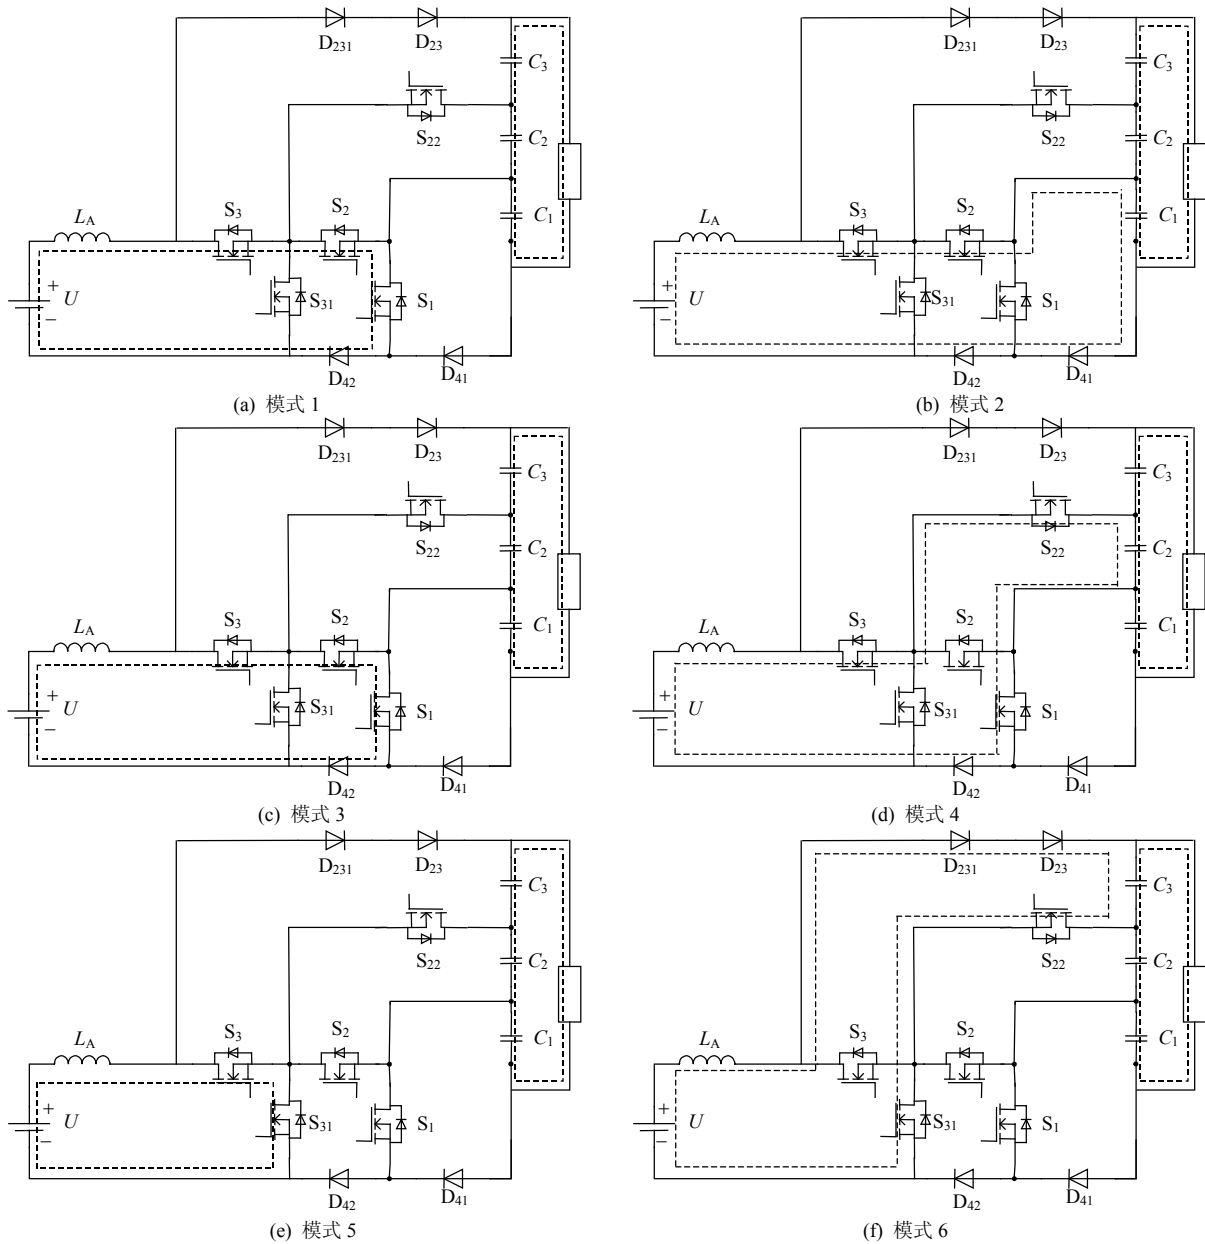 D231 D23
C3
S22
C2
S3 S2
C1
LA
+
U
−
S31 S1
D42 D41
(a) 模式 1
D231 D23
C3
S22
C2
S3 S2
C1
LA
+
U
−
S31 S1
D42 D41
(b) 模式 2
D231 D23
C3
S22
C2
S3 S2
C1
LA
+
U
−
S31 S1
D42 D41
(c) 模式 3
D231 D23
C3
S22
C2
S3 S2
C1
LA
+
U
−
S31 S1
D42 D41
(d) 模式 4
D231 D23
C3
S22
C2
S3 S2
C1
LA
+
U
−
S31 S1
D42 D41
(e) 模式 5
D231 D23
C3
S22
C2
S3 S2
C1
LA
+
U
−
S31 S1
D42 D41
(f) 模式 6